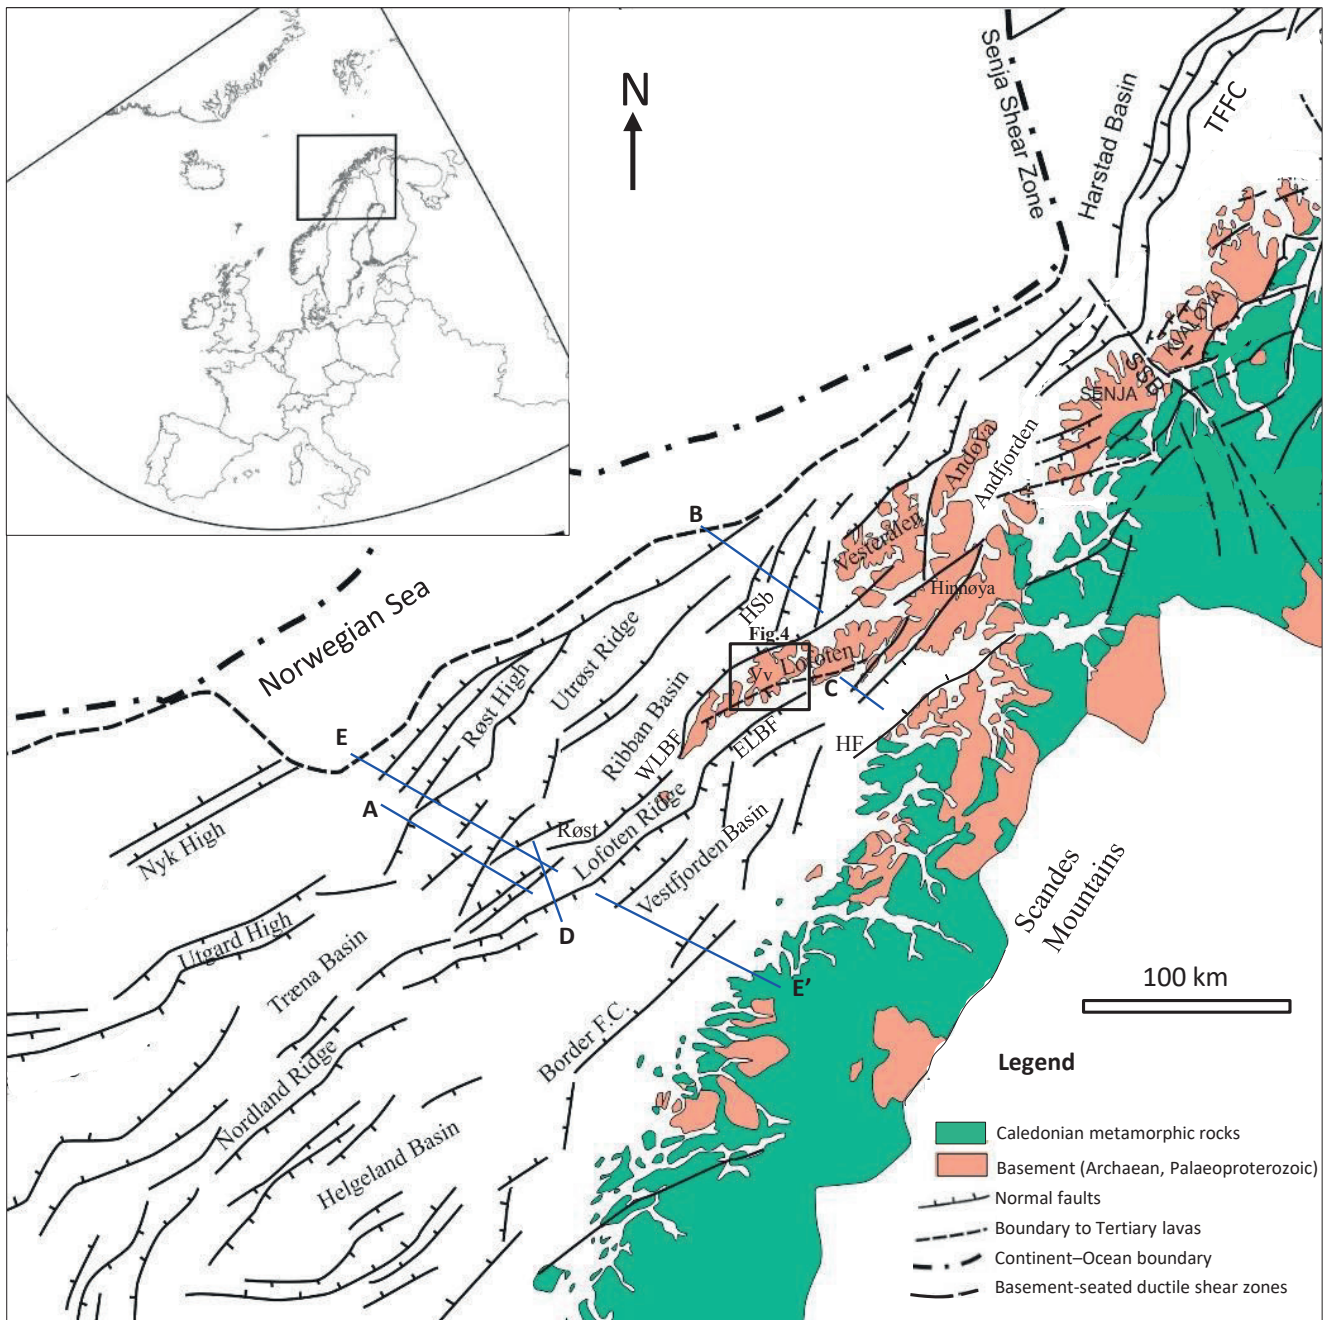 N
Senja Shear Zone
Harstad Basin
TFFC
KVALØYA
SSB
SENJA
Andøya
Andfjorden
Vesterålen
Hinnøya
B
HSb
Fig.4
Lofoten
Vv
C
Norwegian Sea
Utrøst Ridge
Røst High
Ribban Basin
WLBF
ELBF
HF
E
A
Nyk High
Røst
Lofoten Ridge
Vestfjorden Basin
D
E’
Utgard High
Træna Basin
Border F.C.
Nordland Ridge
Helgeland Basin
Scandes
Mountains
100 km
Legend
Caledonian metamorphic rocks
Basement (Archaean, Palaeoproterozoic)
Normal faults
Boundary to Tertiary lavas
Continent–Ocean boundary
Basement-seated ductile shear zones